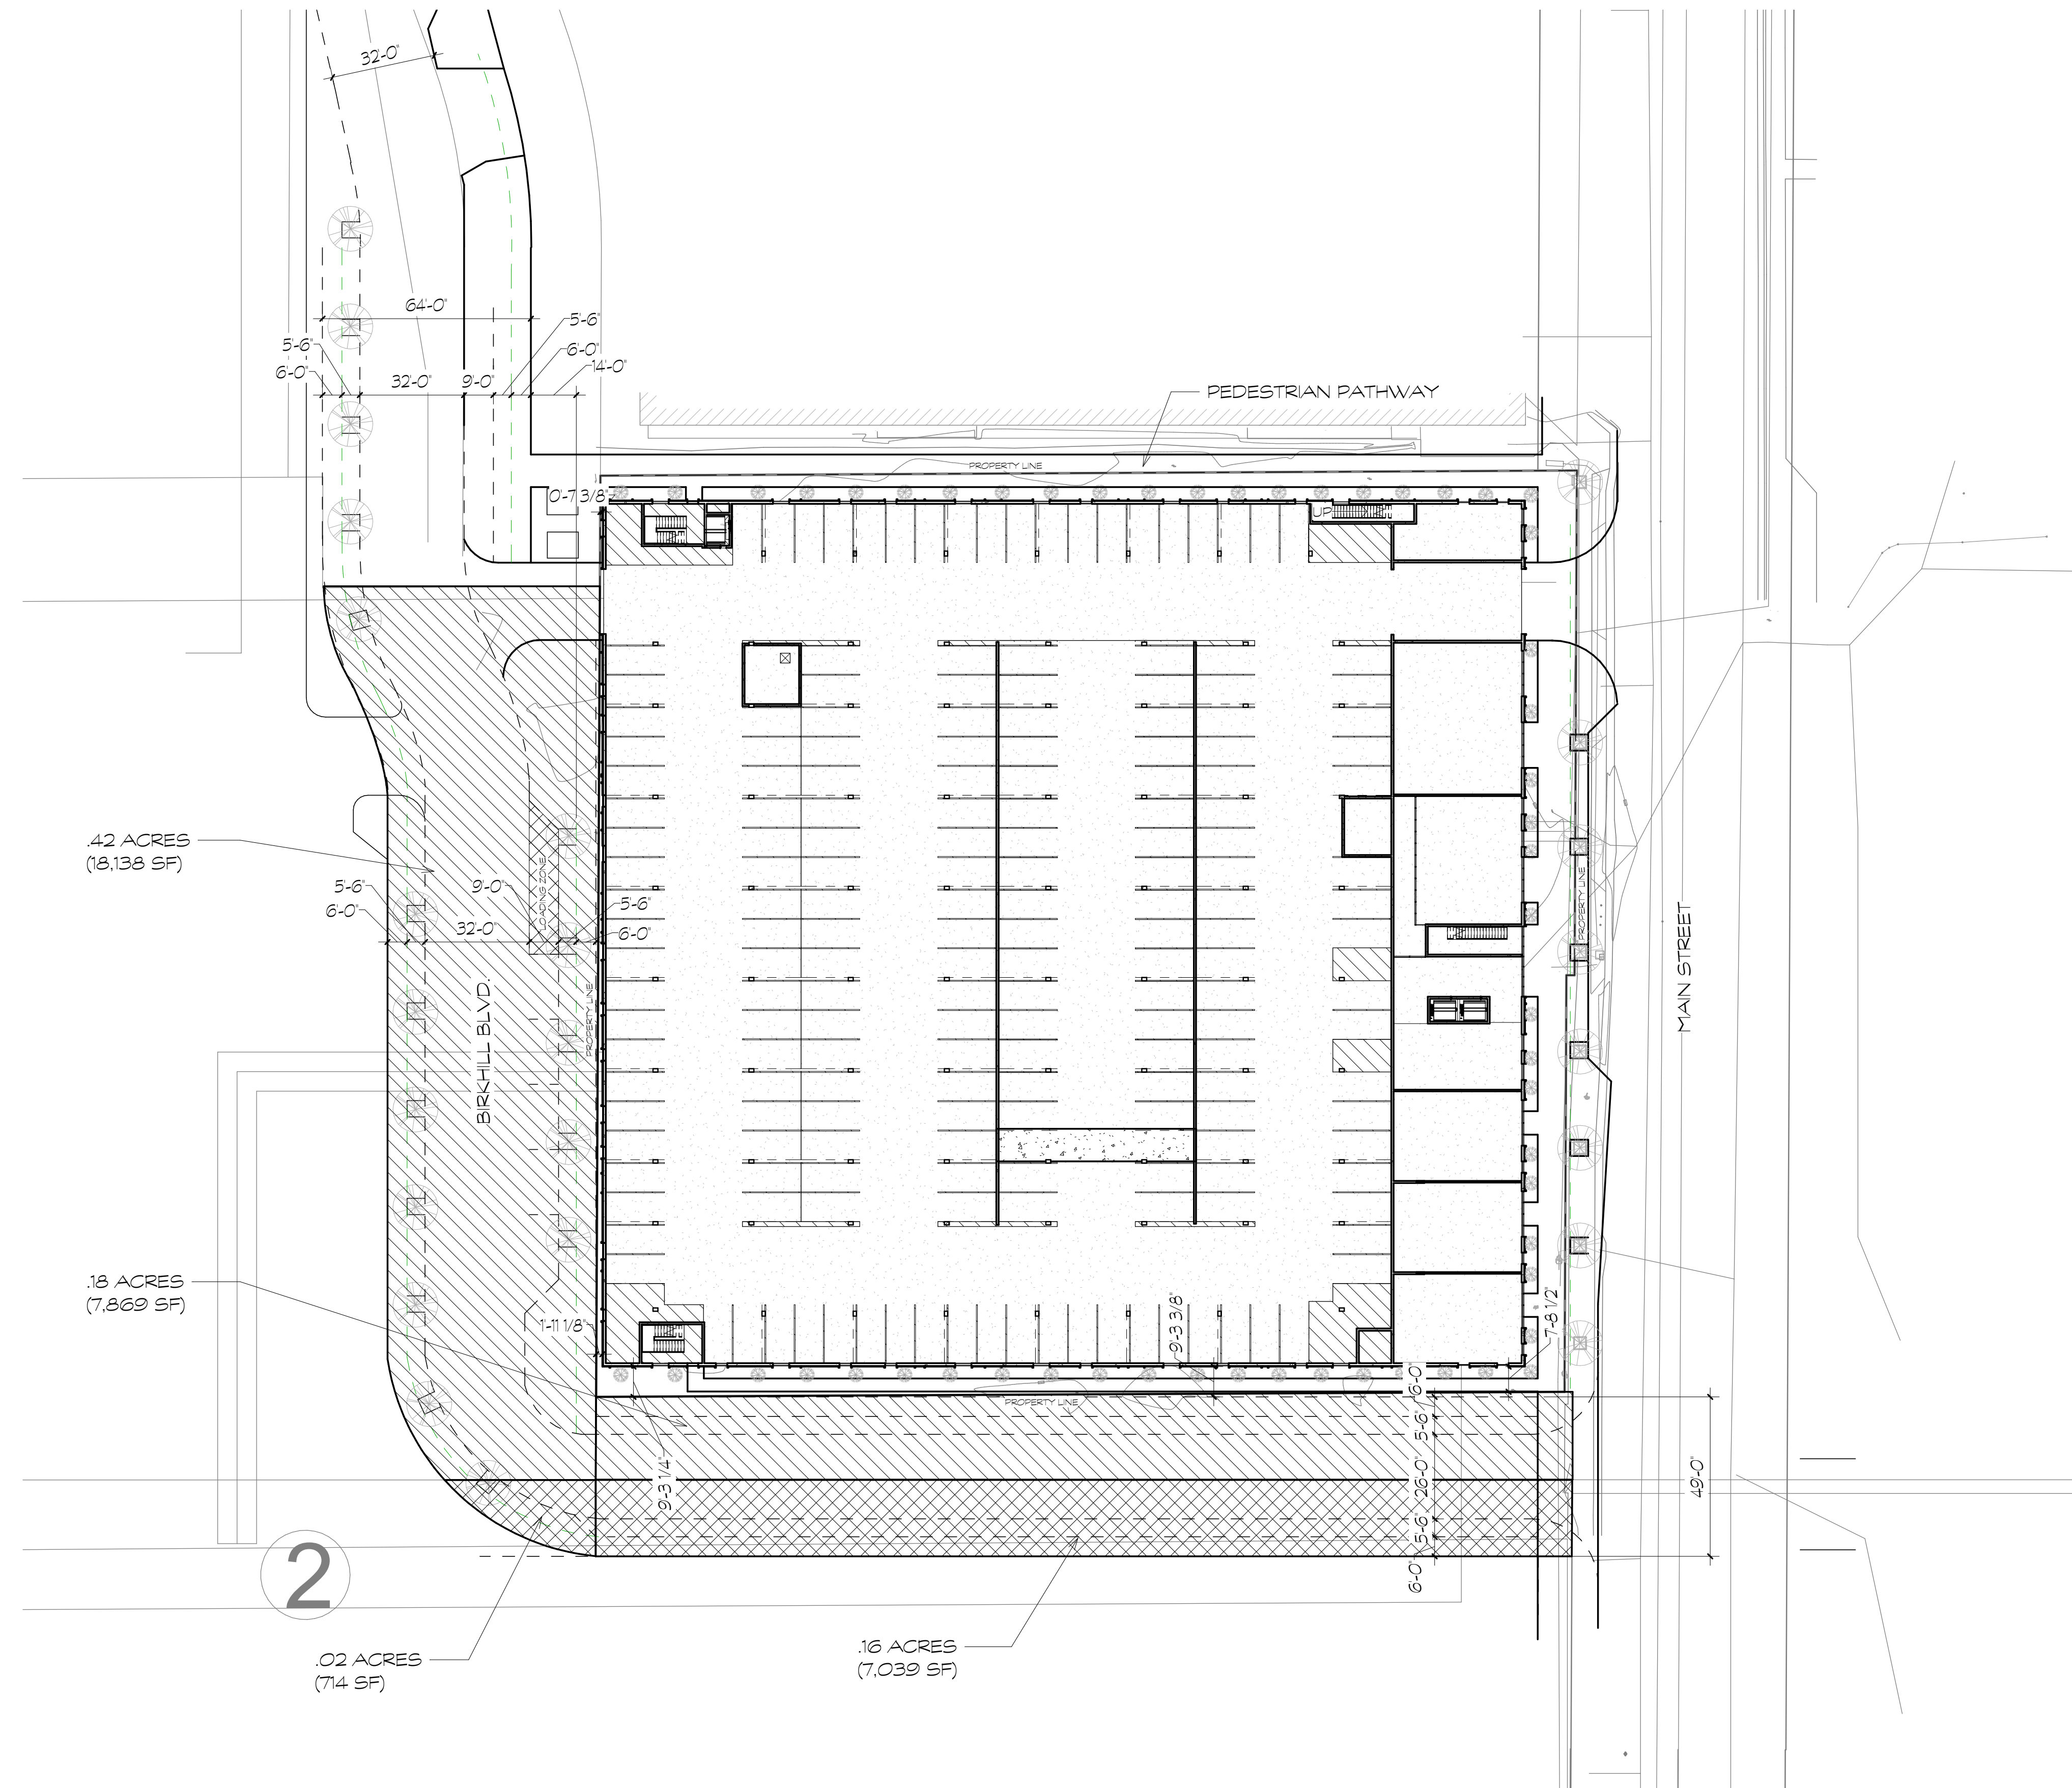 32'-0"
64'-0"
5'-6"
6'-0"
14'-0"
5'-6"
6'-0"
32'-0"
9'-0"
PEDESTRIAN PATHWAY
PROPERTY LINE
0'-7 3/8"
UP
.42 ACRES
(18,138 SF)
5'-6"
6'-0"
9'-0"
32'-0"
LOADING ZONE
5'-6"
6'-0"
BIRKHILL BLVD.
PROPERTY LINE
PROPERTY LINE
MAIN STREET
.18 ACRES
(7,869 SF)
1'-11 1/8"
9'-3 3/8"
7'-8 1/2"
PROPERTY LINE
9'-3 1/4"
6'-0"
5'-6"
26'-0"
5'-6"
6'-0"
49'-0"
2
.02 ACRES
(714 SF)
.16 ACRES
(7,039 SF)